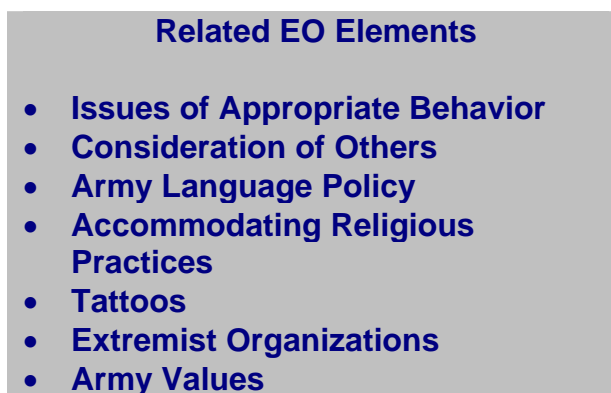 Related EO Elements
• Issues of Appropriate Behavior
• Consideration of Others
• Army Language Policy
• Accommodating Religious
Practices
• Tattoos
• Extremist Organizations
• Army Values